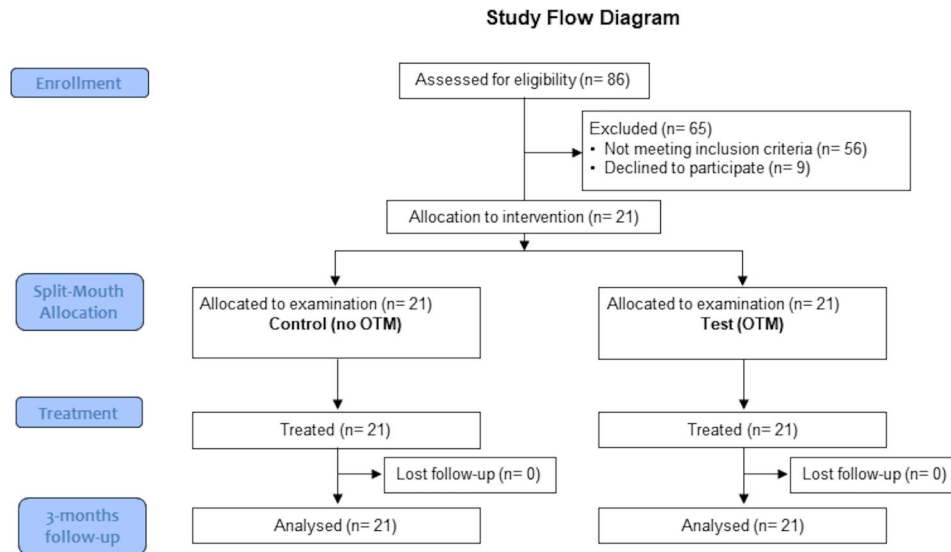 Study Flow Diagram
Enrollment
Assessed for eligibility (n= 86)
Excluded (n= 65)
• Not meeting inclusion criteria (n= 56)
• Declined to participate (n= 9)
Allocation to intervention (n= 21)
Split-Mouth
Allocation
Allocated to examination (n= 21)
Control (no OTM)
Allocated to examination (n= 21)
Test (OTM)
Treatment
Treated (n= 21)
Treated (n= 21)
Lost follow-up (n= 0)
Lost follow-up (n= 0)
3-months
follow-up
Analysed (n= 21)
Analysed (n= 21)